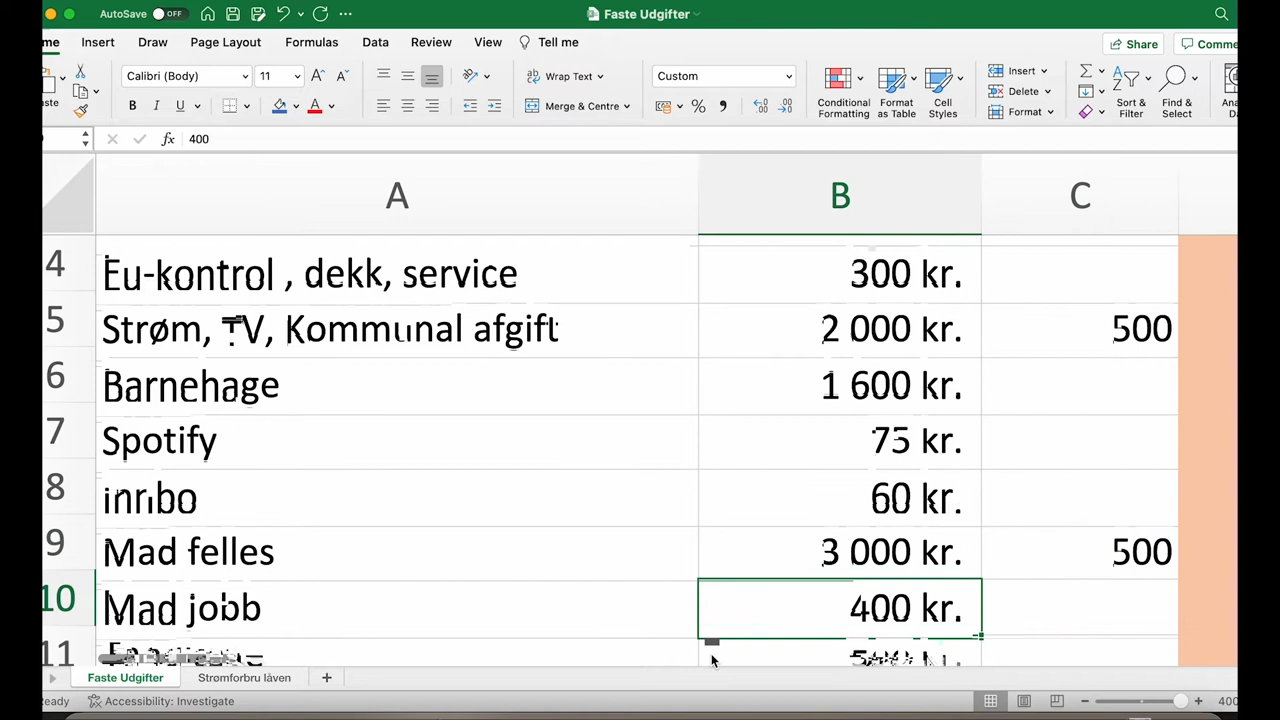 AutoSave OFF Faste Udgifter
me Insert Draw Page Layout Formulas Data Review View Tell me Share Comme
Calibri (Body) 11 Wrap Text Custom Insert
Merge & Centre Conditional Formatting Format as Table Cell Styles Delete Sort & Filter Find & Select
Format
fx 400
A B C
4 Eu-kontrol , dekk, service 300 kr.
5 Strøm, TV, Kommunal afgift 2 000 kr. 500
6 Barnehage 1 600 kr.
7 Spotify 75 kr.
8 60 kr.
9 Mad felles 3 000 kr. 500
10 Mad jobb 400 kr.
11
Faste Udgifter Strømforbru låven
eady Accessibility: Investigate 400